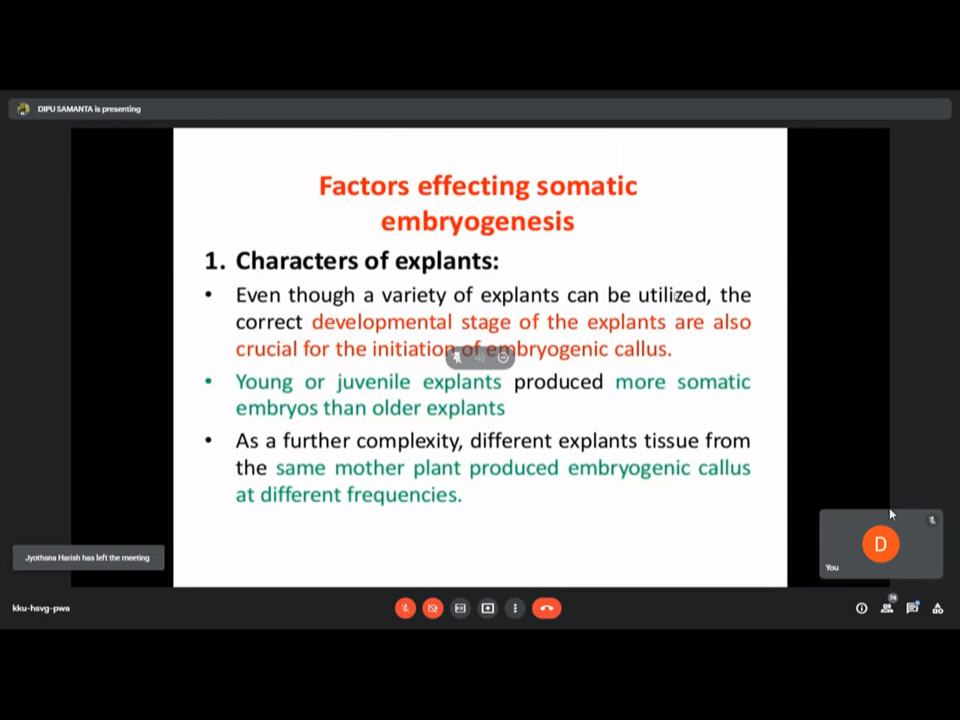 DIPU SAMANTA is presenting
Factors effecting somatic
embryogenesis
1. Characters of explants:
• Even though a variety of explants can be utilized, the
correct developmental stage of the explants are also
crucial for the initiation of embryogenic callus.
• Young or juvenile explants produced more somatic
embryos than older explants
• As a further complexity, different explants tissue from
the same mother plant produced embryogenic callus
at different frequencies.
D
You
Jyothsna Harish has left the meeting
kku-hsvg-pwa
74